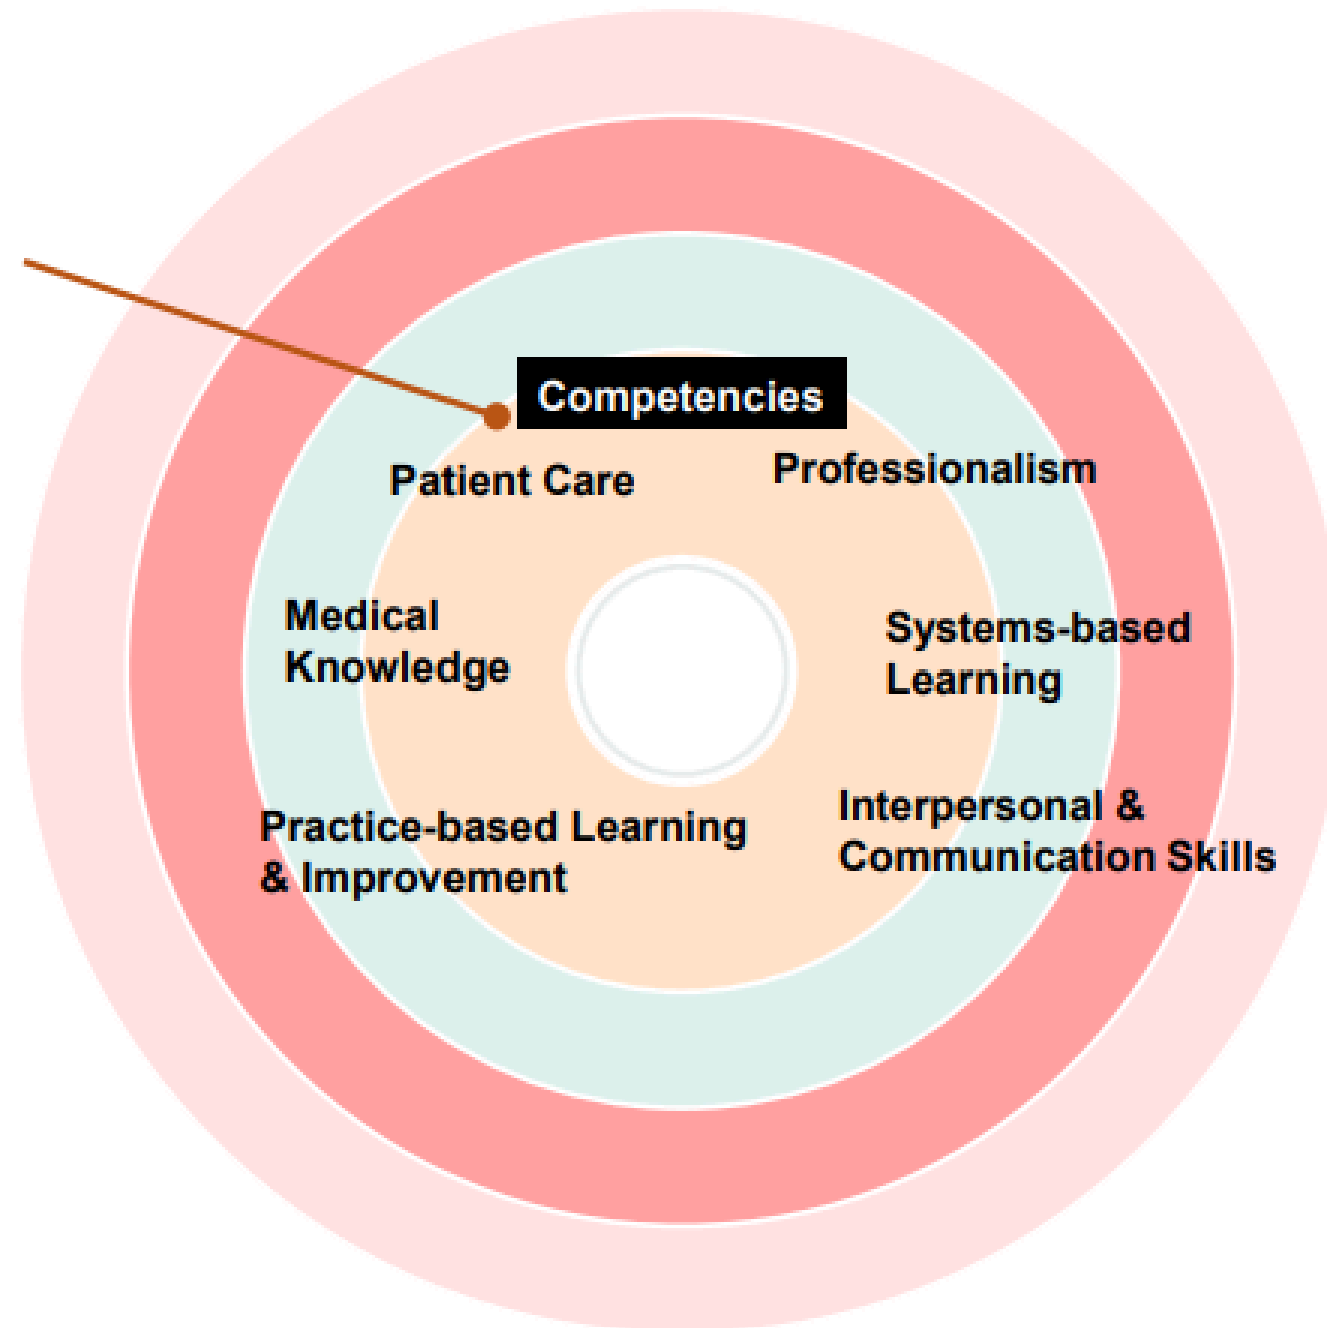 Competencies
Patient Care
Professionalism
Medical
Knowledge
Systems-based
Learning
Practice-based Learning
& Improvement
Interpersonal &
Communication Skills